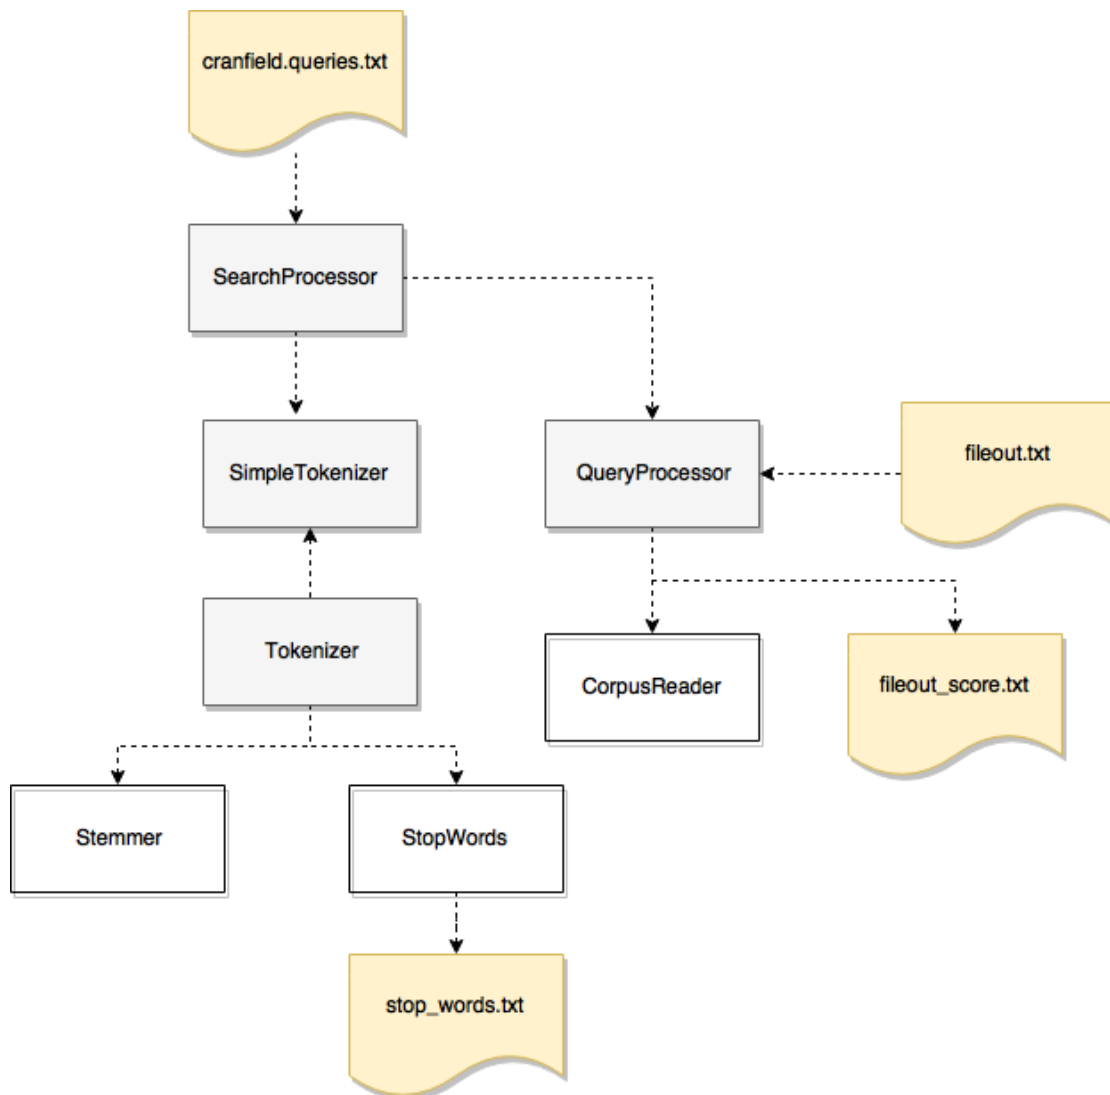 cranfield.queries.txt
SearchProcessor
SimpleTokenizer
QueryProcessor
fileout.txt
Tokenizer
CorpusReader
fileout_score.txt
Stemmer
StopWords
stop_words.txt